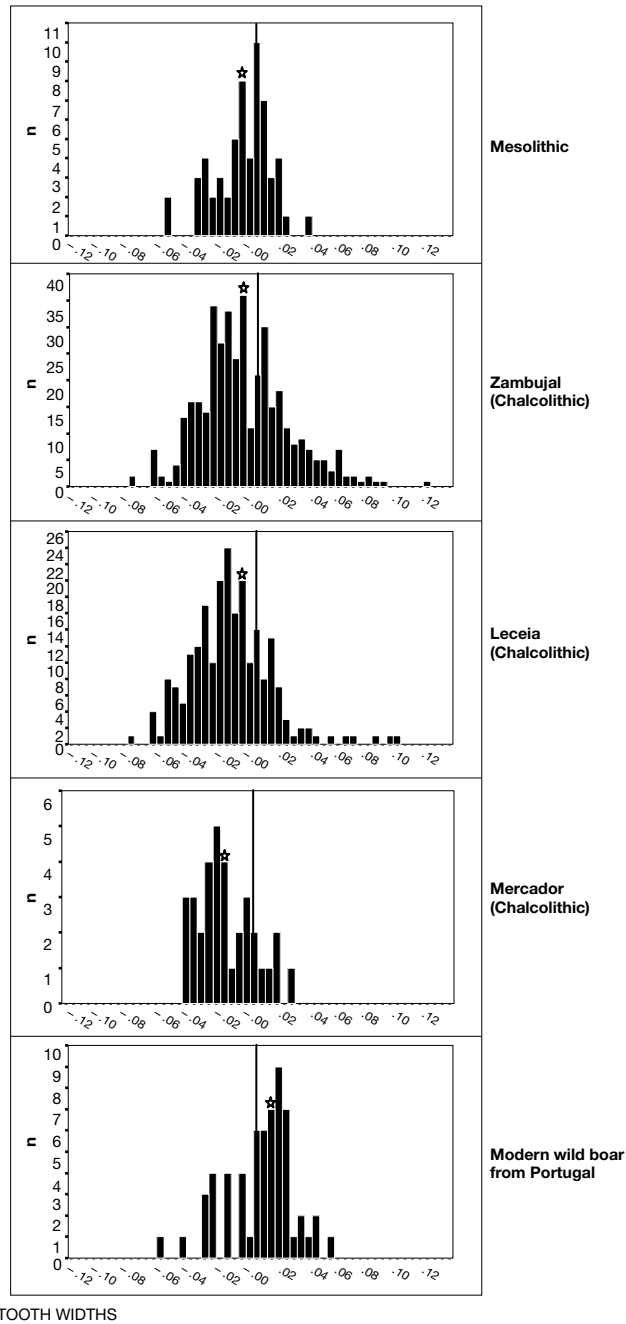 11
10
9
8
7
6
5
4
3
2
1
0
n
–·12 –·10 –·08 –·06 –·04 –·02 –·00 ·02 ·04 ·06 ·08 ·10 ·12
Mesolithic
40
35
30
25
20
15
10
5
0
n
–·12 –·10 –·08 –·06 –·04 –·02 –·00 ·02 ·04 ·06 ·08 ·10 ·12
Zambujal
(Chalcolithic)
26
24
22
20
18
16
14
12
10
8
6
4
2
0
n
–·12 –·10 –·08 –·06 –·04 –·02 –·00 ·02 ·04 ·06 ·08 ·10 ·12
Leceia
(Chalcolithic)
6
5
4
3
2
1
0
n
–·12 –·10 –·08 –·06 –·04 –·02 –·00 ·02 ·04 ·06 ·08 ·10 ·12
Mercador
(Chalcolithic)
10
9
8
7
6
5
4
3
2
1
0
n
–·12 –·10 –·08 –·06 –·04 –·02 –·00 ·02 ·04 ·06 ·08 ·10 ·12
Modern wild boar
from Portugal
TOOTH WIDTHS